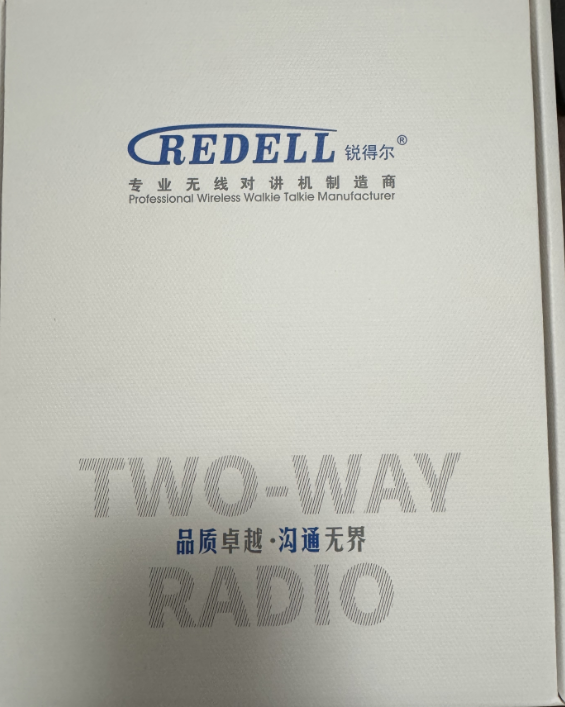 REDELL 锐得尔®
专业无线对讲机制造商
Professional Wireless Walkie Talkie Manufacturer
TWO-WAY
品质卓越·沟通无界
RADIO